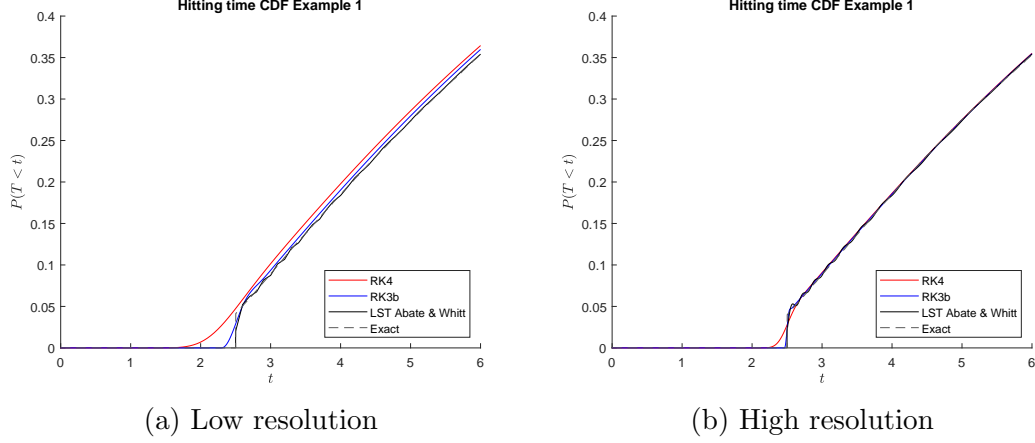 Hitting time CDF Example 1
0.4
0.35
0.3
0.25
0.2
0.15
0.1
0.05
0
P(T < t)
RK4
RK3b
LST Abate & Whitt
Exact
0 1 2 3 4 5 6
t
(a) Low resolution
Hitting time CDF Example 1
0.4
0.35
0.3
0.25
0.2
0.15
0.1
0.05
0
P(T < t)
RK4
RK3b
LST Abate & Whitt
Exact
0 1 2 3 4 5 6
t
(b) High resolution